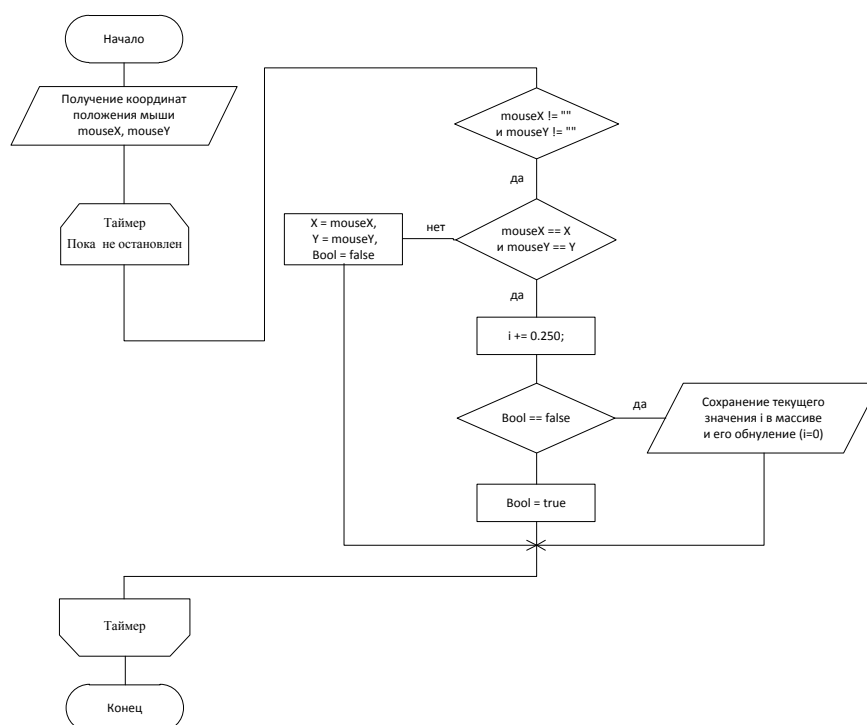 Начало
Получение координат
положения мыши
mouseX, mouseY
Таймер
Пока не остановлен
mouseX != ""
и mouseY != ""
да
mouseX == X
и mouseY == Y
нет
X = mouseX,
Y = mouseY,
Bool = false
да
i += 0.250;
Bool == false
да
Сохранение текущего
значения i в массиве
и его обнуление (i=0)
Bool = true
Таймер
Конец